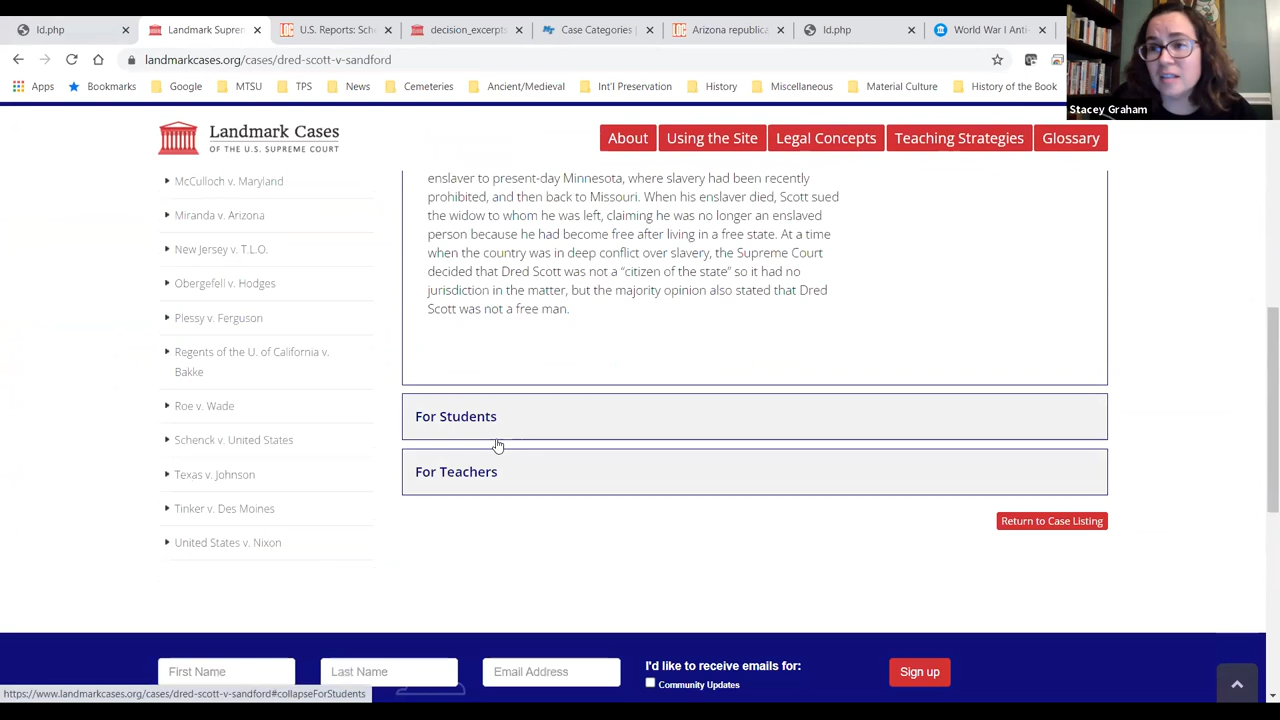 ld.php
Landmark Suprem
U.S. Reports: Sch
decision_excerpts
Case Categories |
Arizona republica
ld.php
World War I Anti-
landmarkcases.org/cases/dred-scott-v-sandford
Apps
Bookmarks
Google
MTSU
TPS
News
Cemeteries
Ancient/Medieval
Int'l Preservation
History
Miscellaneous
Material Culture
History of the Book
Stacey Graham
Landmark Cases
OF THE U.S. SUPREME COURT
About
Using the Site
Legal Concepts
Teaching Strategies
Glossary
McCulloch v. Maryland
Miranda v. Arizona
New Jersey v. T.L.O.
Obergefell v. Hodges
Plessy v. Ferguson
Regents of the U. of California v.
Bakke
Roe v. Wade
Schenck v. United States
Texas v. Johnson
Tinker v. Des Moines
United States v. Nixon
enslaver to present-day Minnesota, where slavery had been recently
prohibited, and then back to Missouri. When his enslaver died, Scott sued
the widow to whom he was left, claiming he was no longer an enslaved
person because he had become free after living in a free state. At a time
when the country was in deep conflict over slavery, the Supreme Court
decided that Dred Scott was not a “citizen of the state” so it had no
jurisdiction in the matter, but the majority opinion also stated that Dred
Scott was not a free man.
For Students
For Teachers
Return to Case Listing
First Name
Last Name
Email Address
I'd like to receive emails for:
Community Updates
Sign up
https://www.landmarkcases.org/cases/dred-scott-v-sandford#collapseForStudents